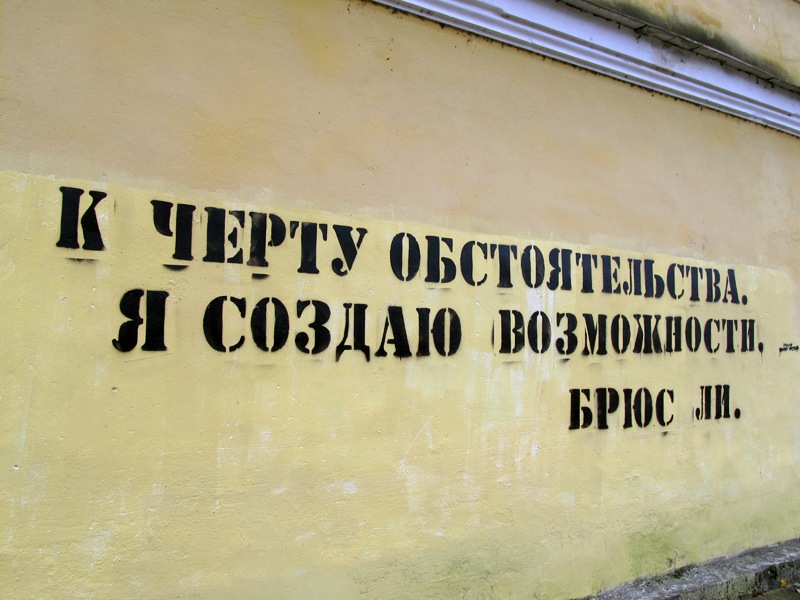 К ЧЕРТУ ОБСТОЯТЕЛЬСТВА.
Я СОЗДАЮ ВОЗМОЖНОСТИ.
БРЮС ЛИ.